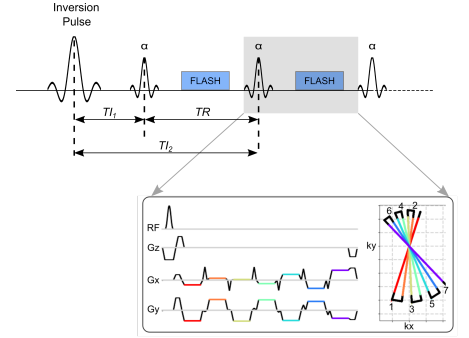 Inversion
Pulse
α
α
α
FLASH
FLASH
TI1
TR
TI2
RF
Gz
Gx
Gy
ky
kx
6
4
2
1
3
5
7